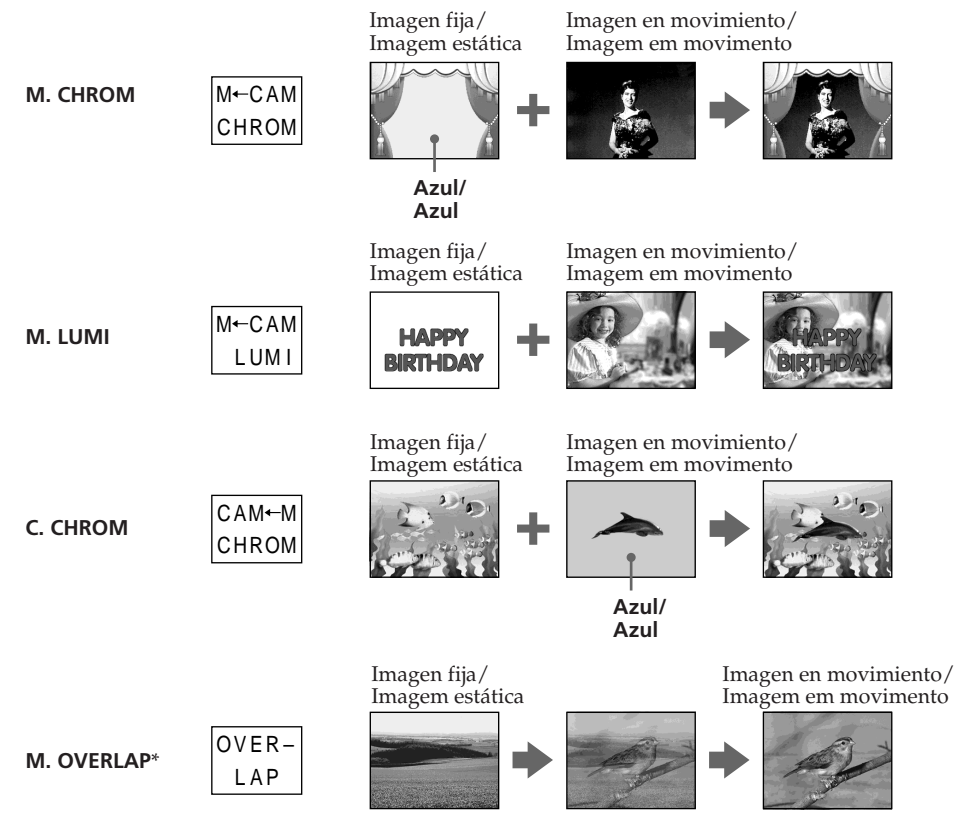 Imagen fija/
Imagem estática
Imagen en movimiento/
Imagem em movimento
M. CHROM
M←CAM
CHROM
Azul/
Azul
Imagen fija/
Imagem estática
Imagen en movimiento/
Imagem em movimento
M. LUMI
M←CAM
LUMI
HAPPY
BIRTHDAY
HAPPY
BIRTHDAY
Imagen fija/
Imagem estática
Imagen en movimiento/
Imagem em movimento
C. CHROM
CAM←M
CHROM
Azul/
Azul
Imagen fija/
Imagem estática
Imagen en movimiento/
Imagem em movimento
M. OVERLAP*
OVER–
LAP